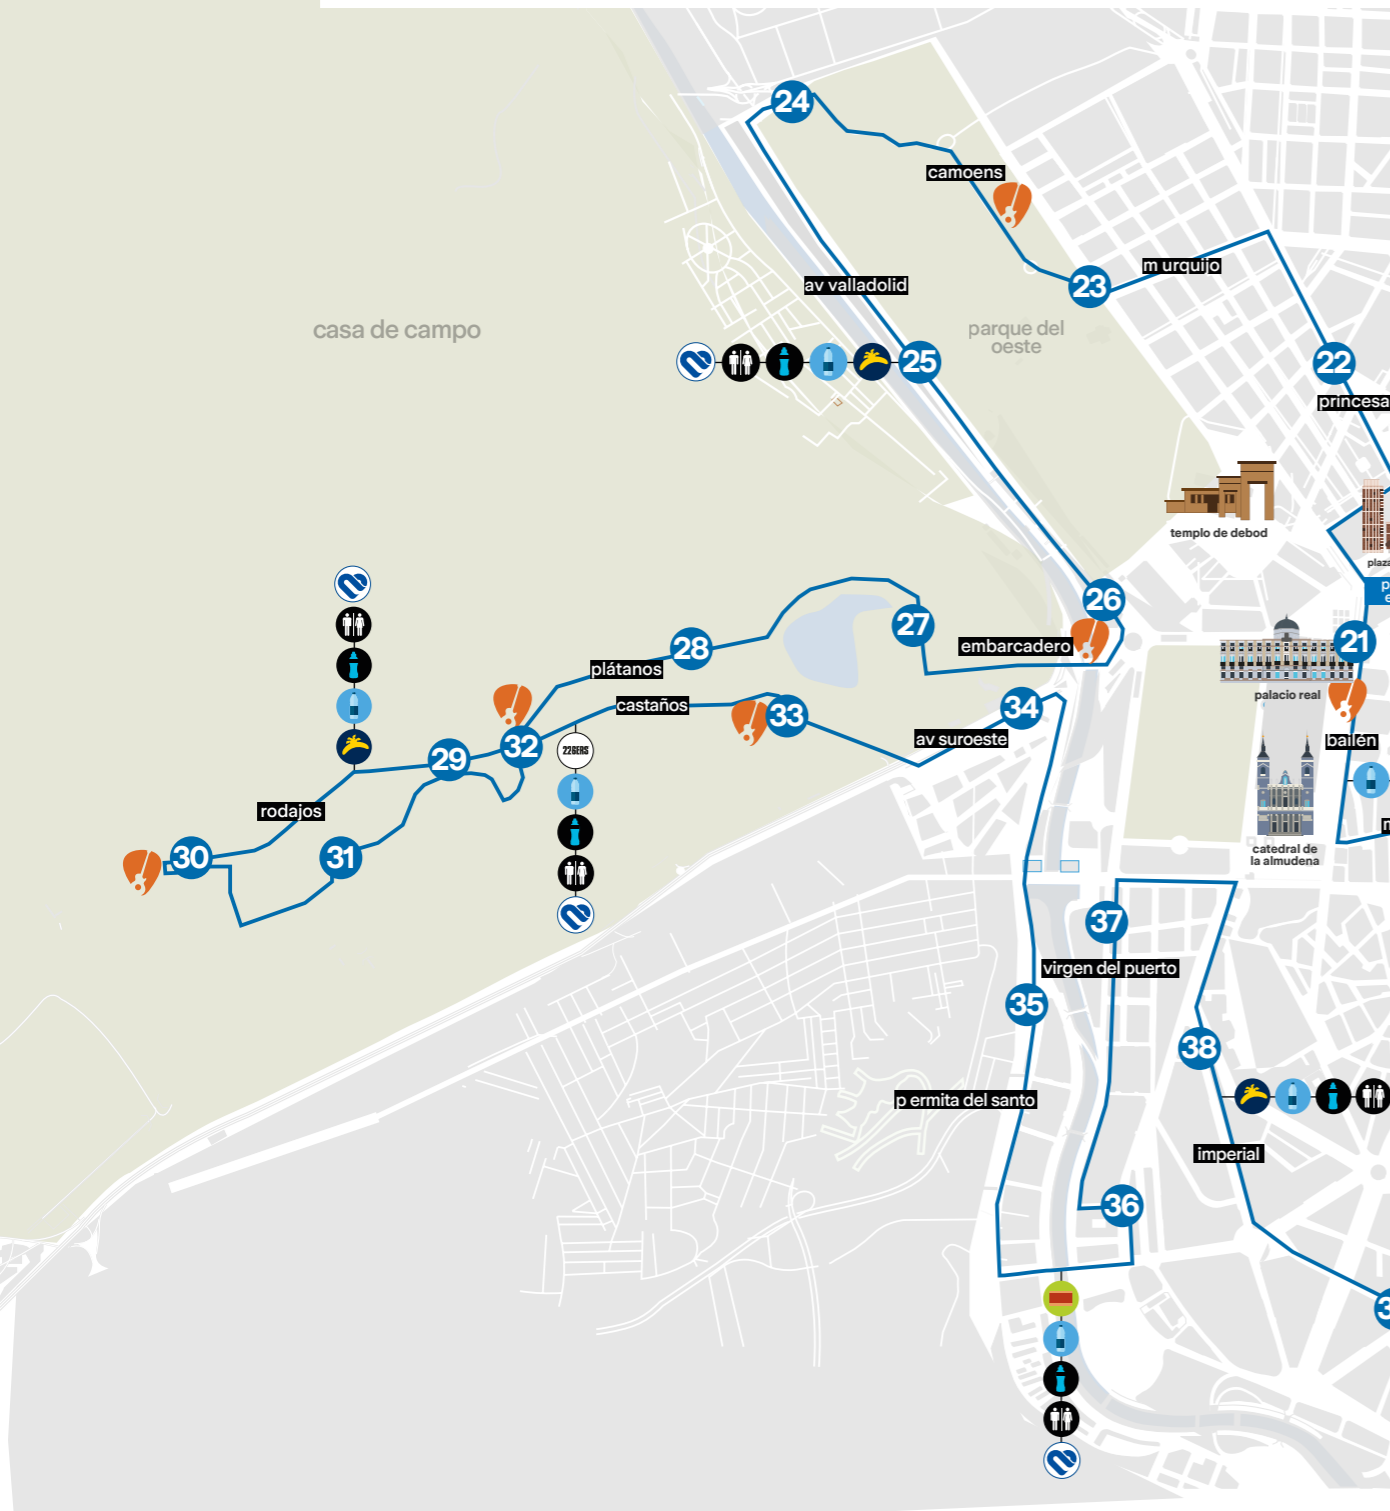 24
camoens
m urquijo
23
av valladolid
casa de campo
parque del
oeste
25
22
princesa
templo de debod
plaza
26
27
embarcadero
28
plátanos
21
palacio real
castaños
33
34
av suroeste
bailén
29
32
226ERS
rodajos
30
31
catedral de
la almudena
37
virgen del puerto
35
38
p ermita del santo
imperial
36